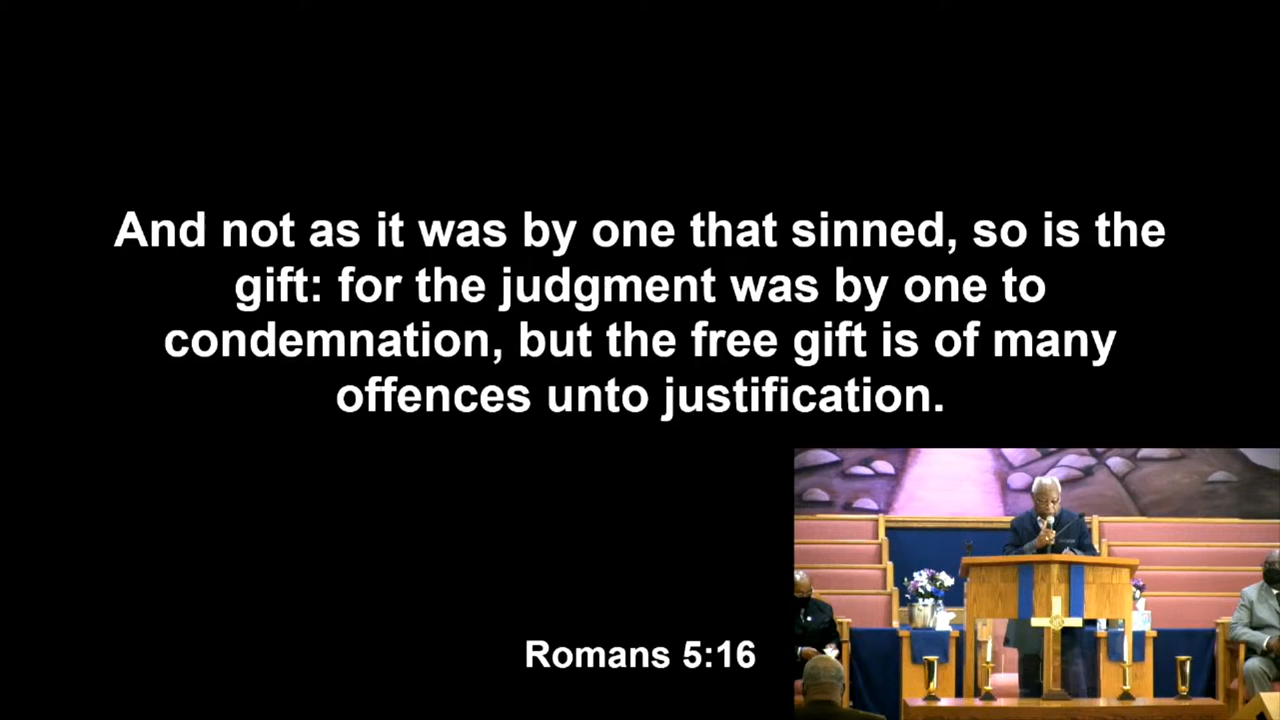 And not as it was by one that sinned, so is the
gift: for the judgment was by one to
condemnation, but the free gift is of many
offences unto justification.
Romans 5:16